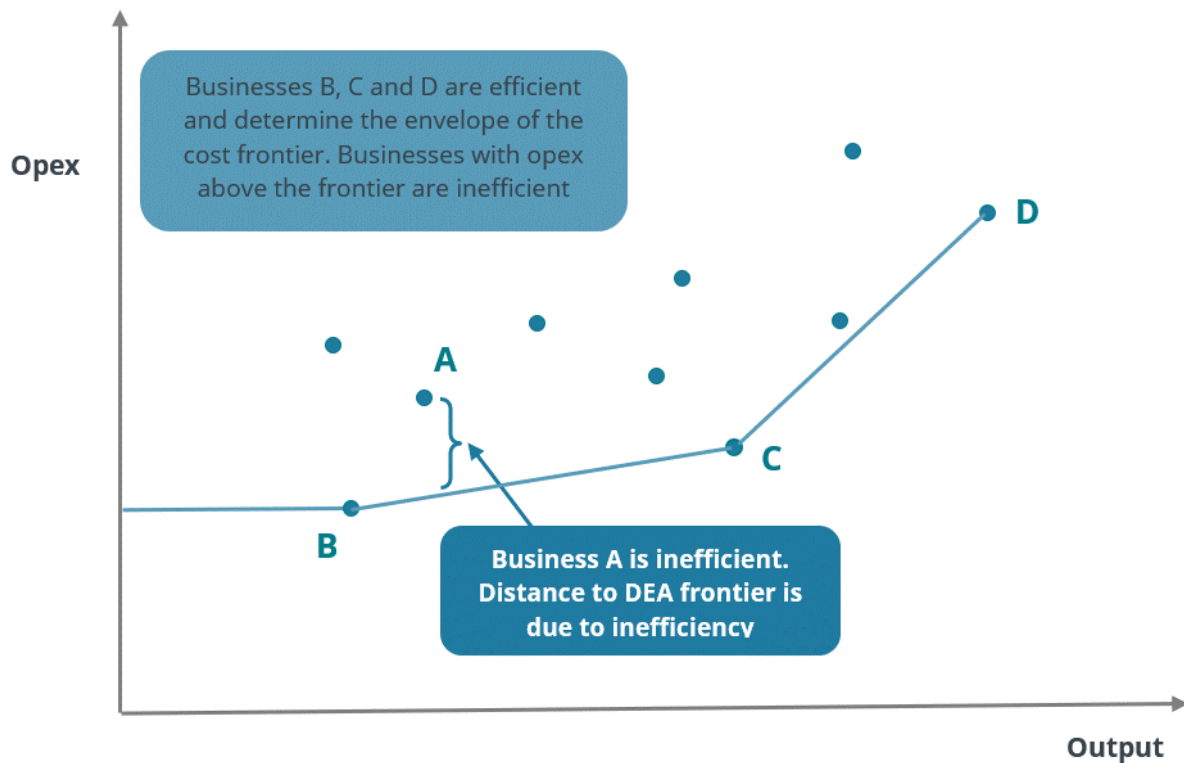 Businesses B, C and D are efficient
and determine the envelope of the
cost frontier. Businesses with opex
above the frontier are inefficient
Opex
D
A
C
B
Business A is inefficient.
Distance to DEA frontier is
due to inefficiency
Output